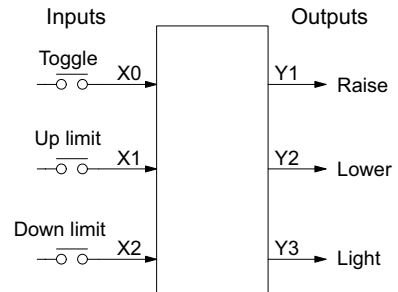 Inputs Outputs
Toggle
X0 Y1 Raise
Up limit
X1 Y2 Lower
Down limit
X2 Y3 Light